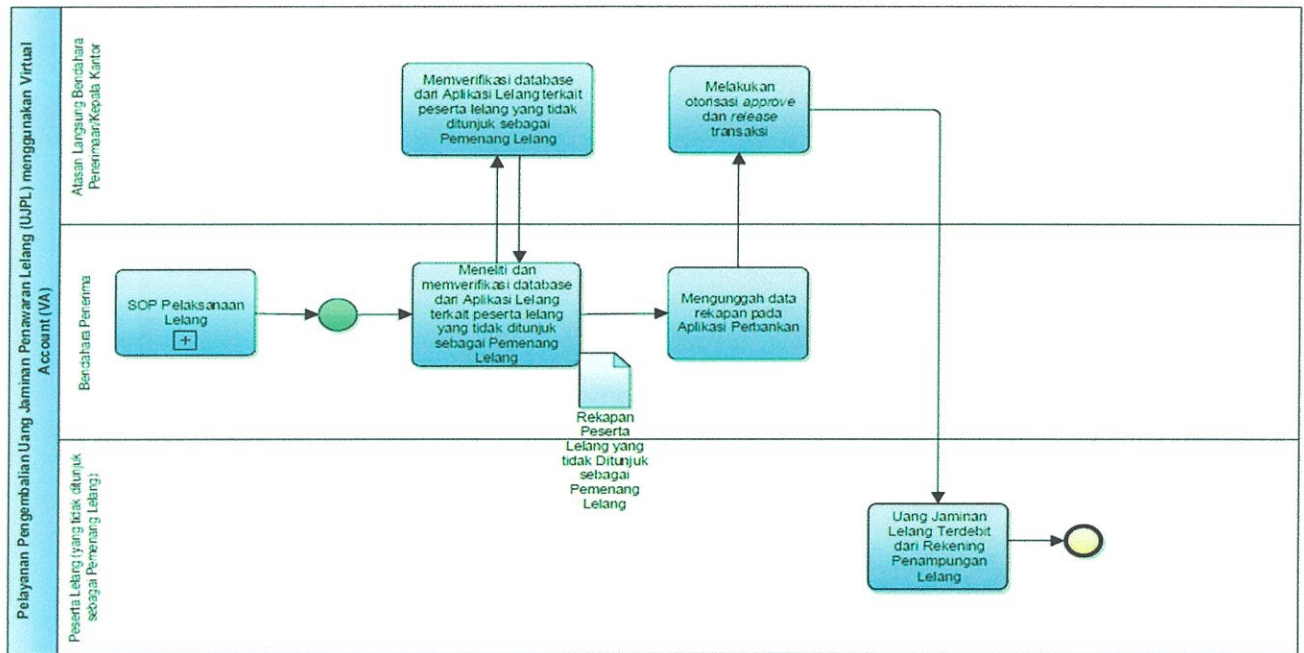 Pelayanan Pengembalian Uang Jaminan Penawaran Lelang (UJPL) menggunakan Virtual
Account (VA)
Atasan Langsung Bendahara
Penerimaan/Kepala Kantor
Memverifikasi database
dari Aplikasi Lelang terkait
peserta lelang yang tidak
ditunjuk sebagai
Pemenang Lelang
Melakukan
otorisasi approve
dan release
transaksi
Bendahara Penerima
SOP Pelaksanaan
Lelang
Meneliti dan
memverifikasi database
dari Aplikasi Lelang
terkait peserta lelang
yang tidak ditunjuk
sebagai Pemenang
Lelang
Mengunggah data
rekapan pada
Aplikasi Perbankan
Rekapan
Peserta
Lelang yang
tidak Ditunjuk
sebagai
Pemenang
Lelang
Peserta Lelang (yang tidak ditunjuk
sebagai Pemenang Lelang)
Uang Jaminan
Lelang Terdebit
dari Rekening
Penampungan
Lelang